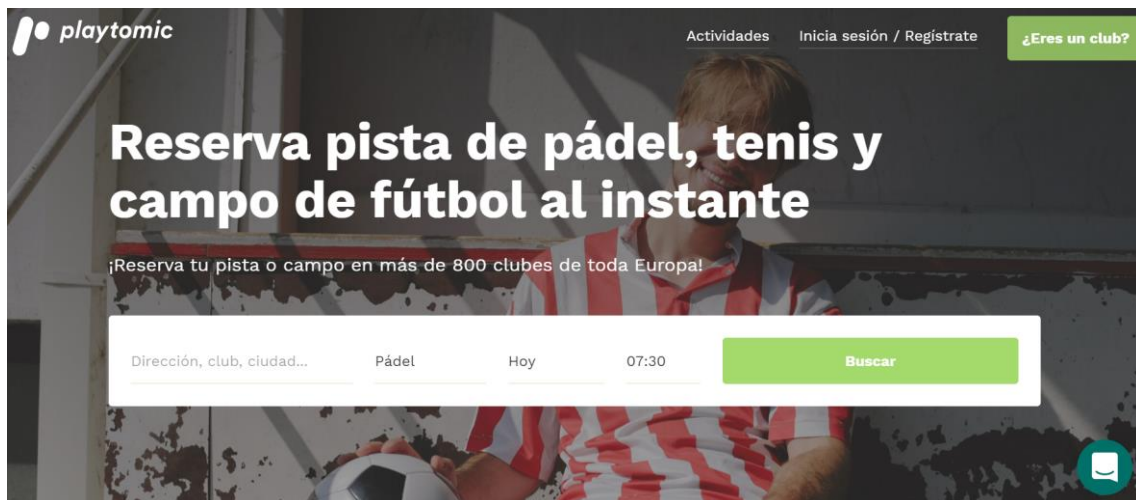 playtomic
Actividades
Inicia sesión / Regístrate
¿Eres un club?
Reserva pista de pádel, tenis y
campo de fútbol al instante
¡Reserva tu pista o campo en más de 800 clubes de toda Europa!
Dirección, club, ciudad...
Pádel
Hoy
07:30
Buscar